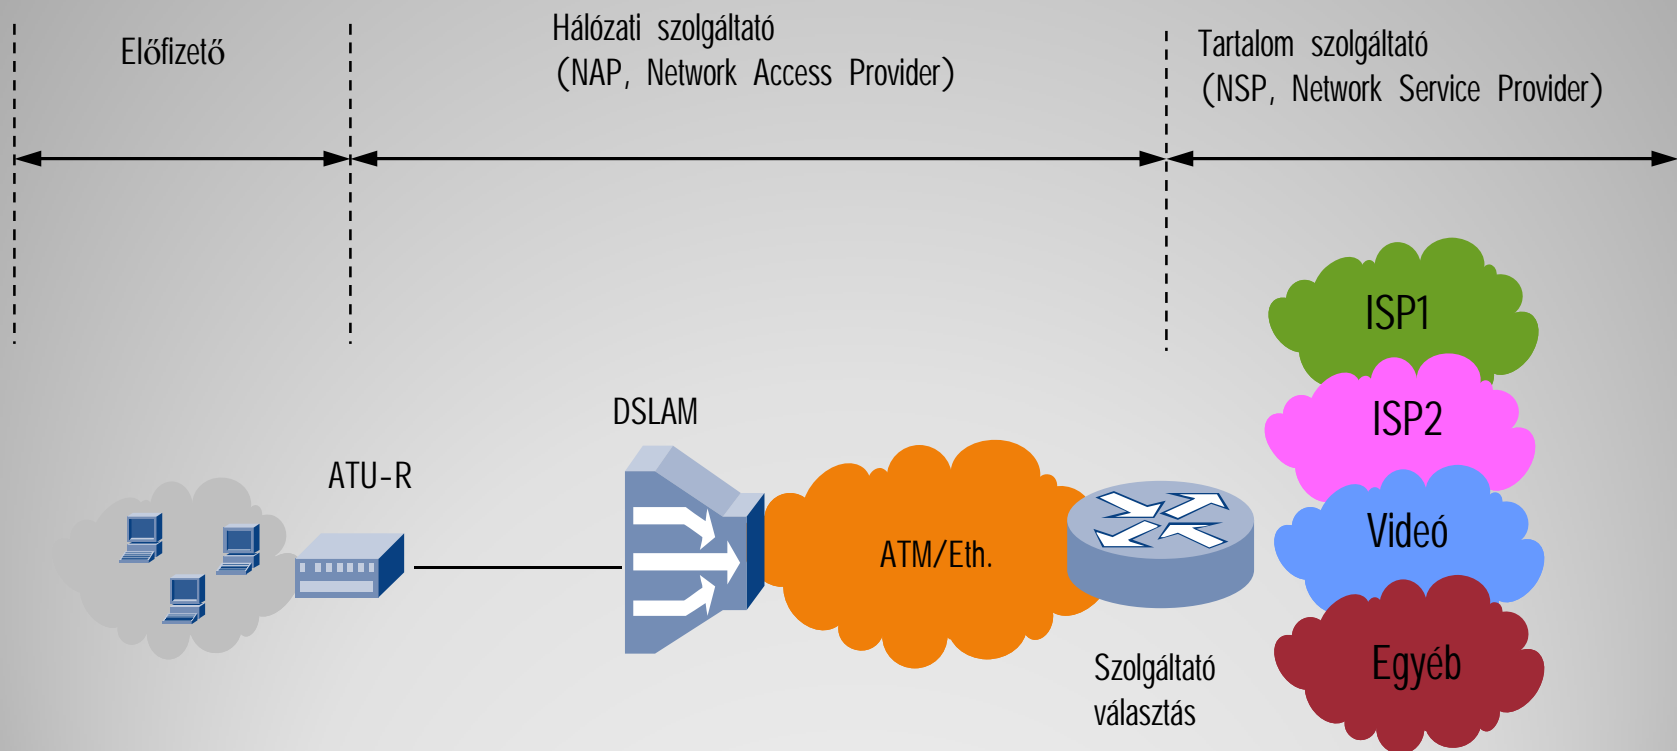 Előfizető
Hálózati szolgáltató
(NAP, Network Access Provider)
Tartalom szolgáltató
(NSP, Network Service Provider)
ISP1
ISP2
Videó
Egyéb
DSLAM
ATU-R
ATM/Eth.
Szolgáltató
választás